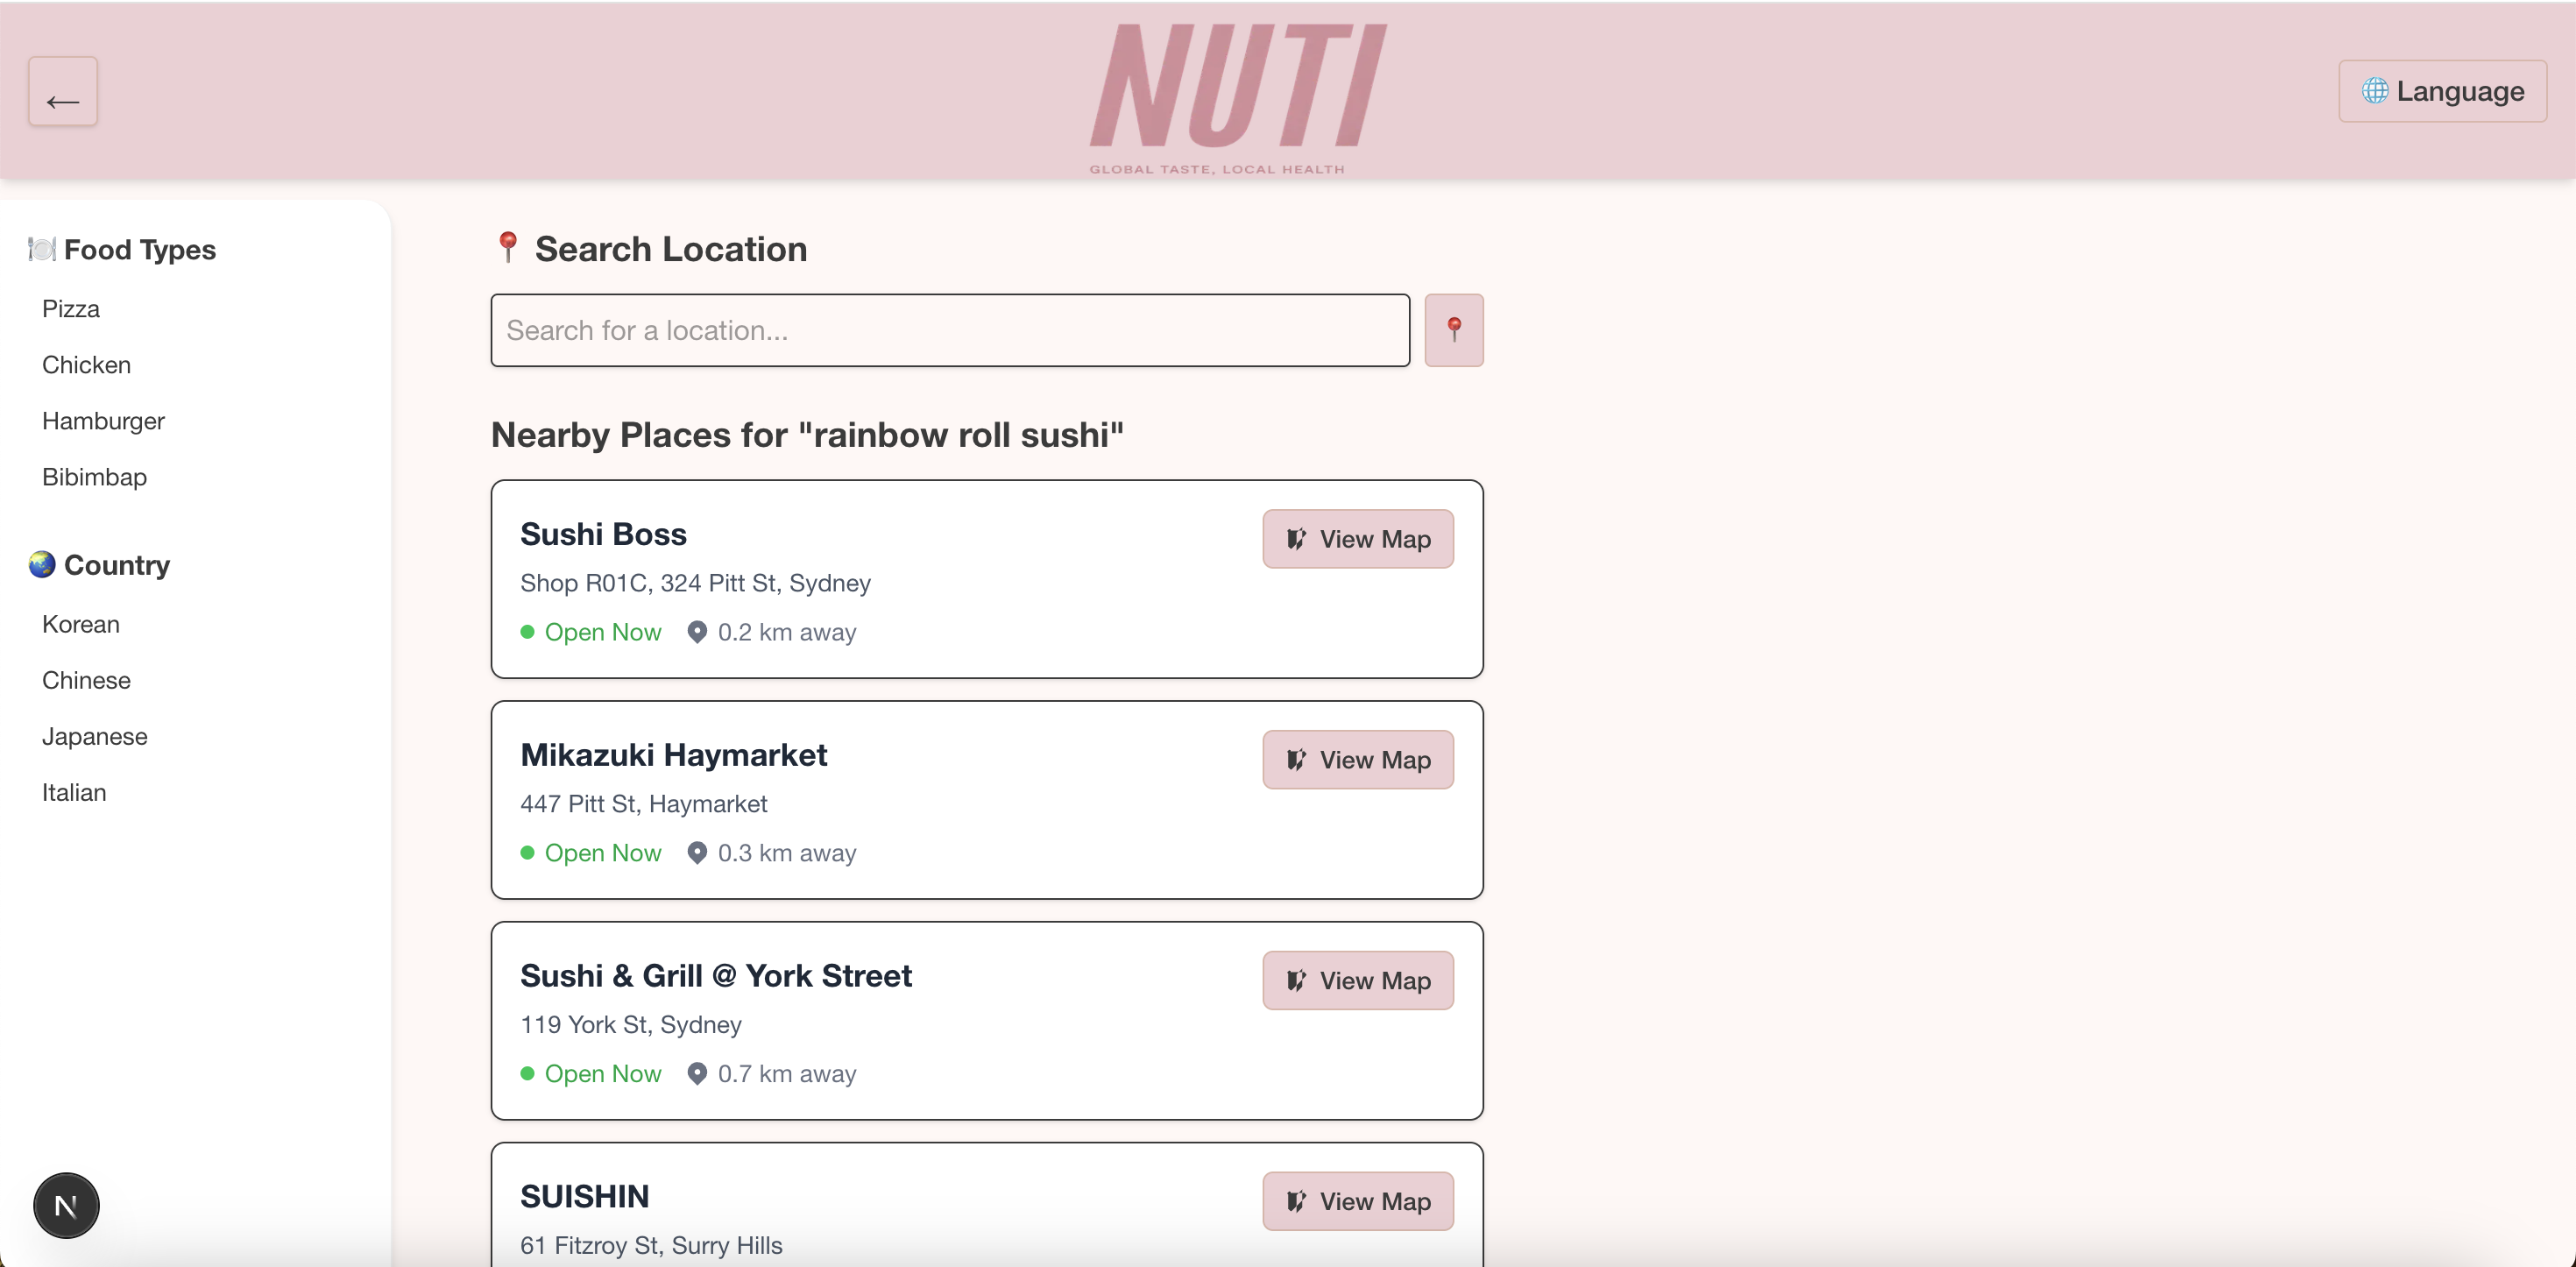 NUTI
GLOBAL TASTE, LOCAL HEALTH
←
Language
Food Types
Pizza
Chicken
Hamburger
Bibimbap
Country
Korean
Chinese
Japanese
Italian
N
Search Location
Search for a location...
Nearby Places for "rainbow roll sushi"
Sushi Boss
View Map
Shop R01C, 324 Pitt St, Sydney
Open Now 0.2 km away
Mikazuki Haymarket
View Map
447 Pitt St, Haymarket
Open Now 0.3 km away
Sushi & Grill @ York Street
View Map
119 York St, Sydney
Open Now 0.7 km away
SUISHIN
View Map
61 Fitzroy St, Surry Hills